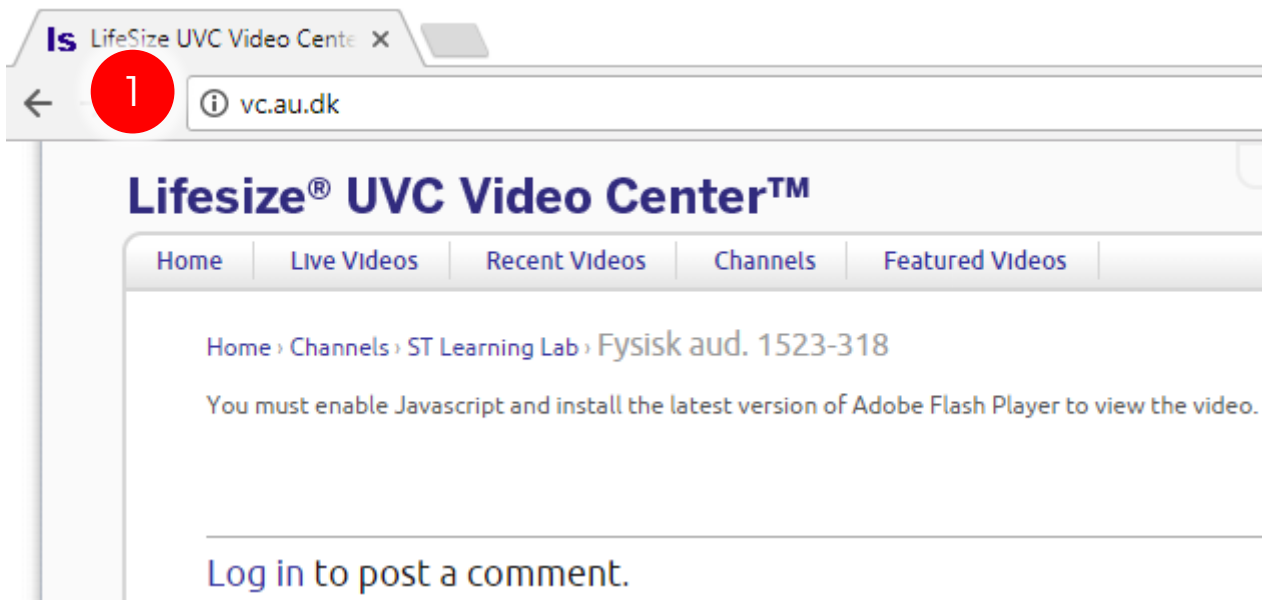 ls LifeSize UVC Video Cente
1
vc.au.dk
Lifesize® UVC Video Center™
Home Live Videos Recent Videos Channels Featured Videos
Home › Channels › ST Learning Lab › Fysisk aud. 1523-318
You must enable Javascript and install the latest version of Adobe Flash Player to view the video.
Log in to post a comment.